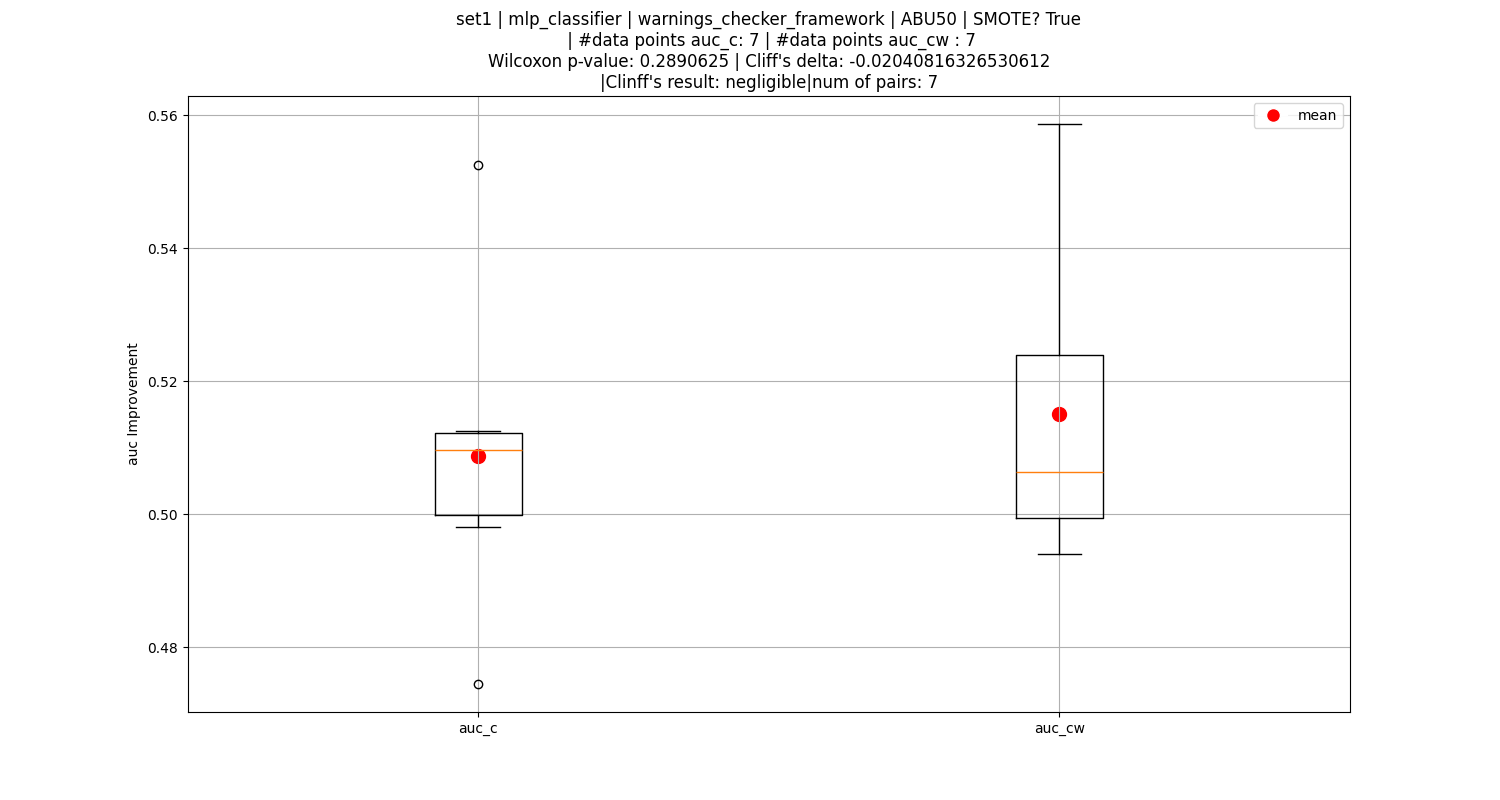 set1 | mlp_classifier | warnings_checker_framework | ABU50 | SMOTE? True
| #data points auc_c: 7 | #data points auc_cw : 7
Wilcoxon p-value: 0.2890625 | Cliff's delta: -0.02040816326530612
|Clinff's result: negligible|num of pairs: 7
mean
0.56
0.54
0.52
0.50
0.48
auc Improvement
auc_c
auc_cw